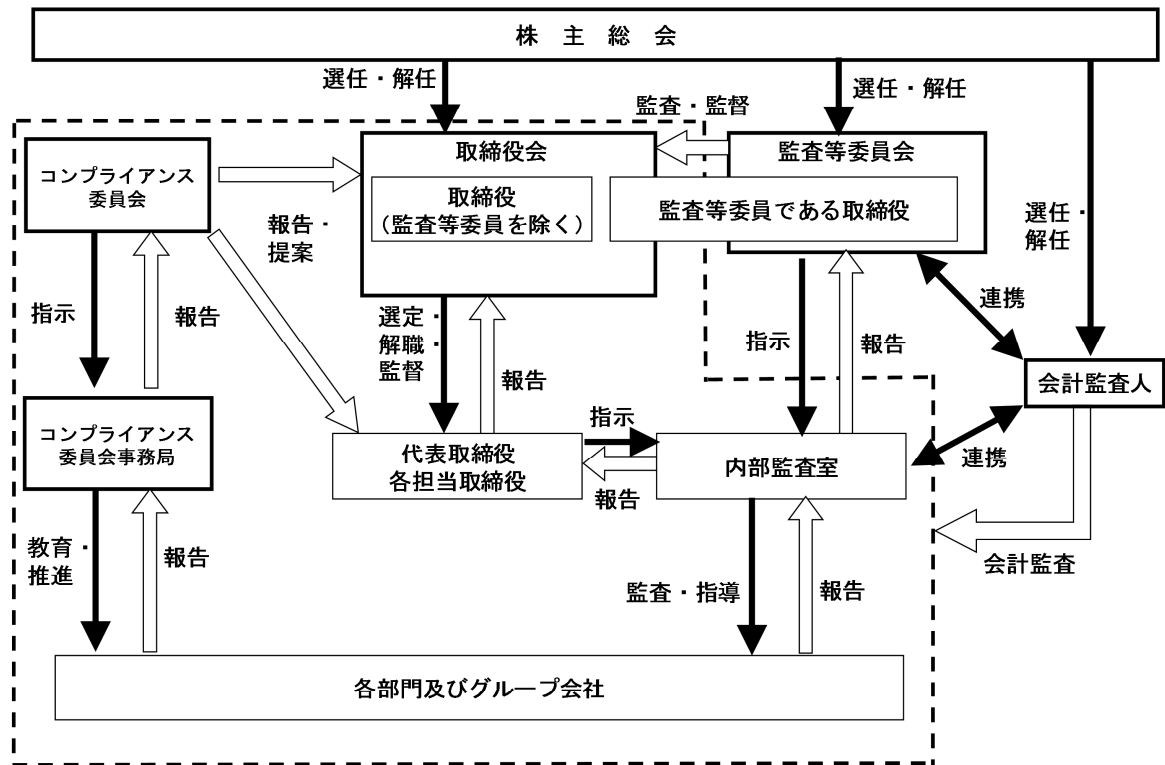 株主総会
選任・解任
選任・解任
監査・監督
選任・
解任
コンプライアンス
委員会
取締役会
取締役
（監査等委員を除く）
監査等委員会
監査等委員である取締役
報告・
提案
指示
報告
選定・
解職・
監督
報告
指示
報告
連携
会計監査人
コンプライアンス
委員会事務局
代表取締役
各担当取締役
指示
報告
内部監査室
連携
会計監査
教育・
推進
報告
監査・指導
報告
各部門及びグループ会社